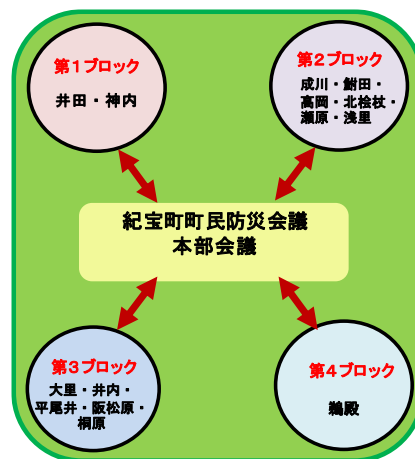 第1ブロック
井田・神内
第2ブロック
成川・鮒田・
高岡・北桧杖・
瀬原・浅里
紀宝町町民防災会議
本部会議
第3ブロック
大里・井内・
平尾井・阪松原・
桐原
第4ブロック
鵜殿